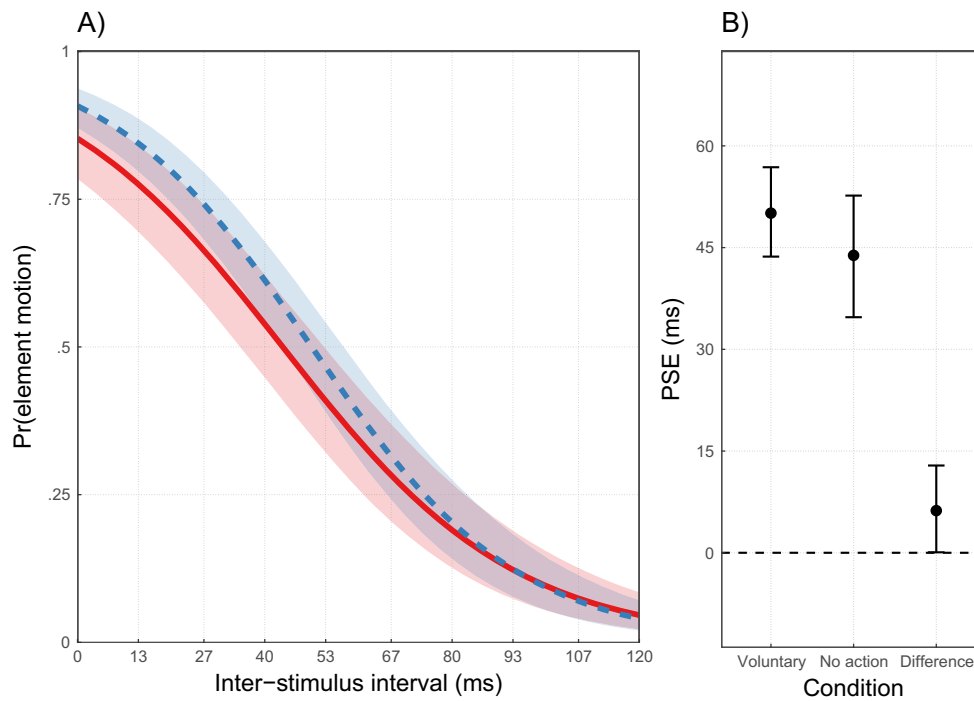 A)
Pr(element motion)
1
.75
.5
.25
0
0 13 27 40 53 67 80 93 107 120
Inter−stimulus interval (ms)
B)
PSE (ms)
60
45
30
15
0
Voluntary No action Difference
Condition